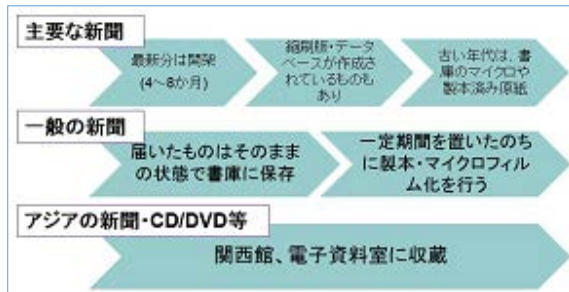 主要な新聞
最新分は開架
(4～8か月)
縮刷版・データ
ベースが作成さ
れているものも
あり
古い年代は、書
庫のマイクロや
製本済み原紙
一般の新聞
届いたものはそのまま
の状態で書庫に保存
一定期間を置いたのち
に製本・マイクロフィル
ム化を行う
アジアの新聞・CD/DVD等
関西館、電子資料室に収蔵